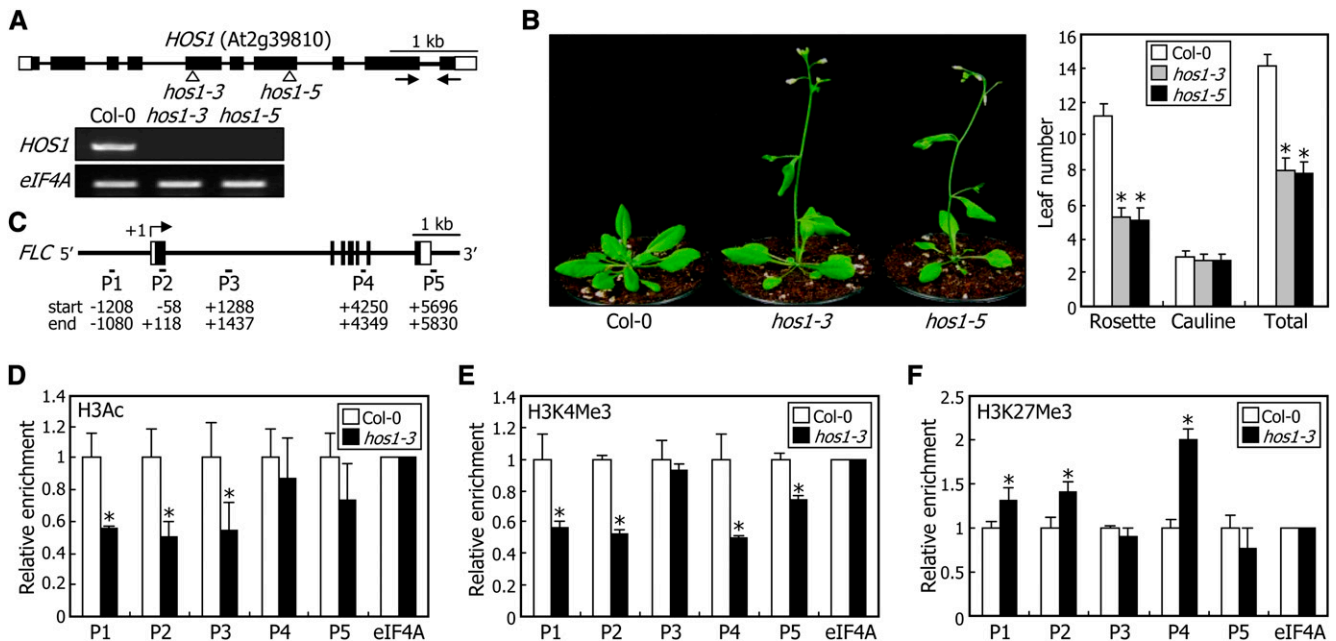 A
HOS1 (At2g39810)
1 kb
hos1-3
hos1-5
Col-0 hos1-3 hos1-5
HOS1
eIF4A
B
Col-0
hos1-3
hos1-5
Leaf number
16
14
12
10
8
6
4
2
0
Col-0
hos1-3
hos1-5
*
*
*
*
Rosette Cauline Total
C
+1
1 kb
FLC 5′ 3′
P1 P2 P3 P4 P5
start -1208 -58 +1288 +4250 +5696
end -1080 +118 +1437 +4349 +5830
D
H3Ac
Relative enrichment
1.4
1.2
1
0.8
0.6
0.4
0.2
0
Col-0
hos1-3
*
*
*
P1 P2 P3 P4 P5 eIF4A
E
H3K4Me3
Relative enrichment
1.4
1.2
1
0.8
0.6
0.4
0.2
0
Col-0
hos1-3
*
*
*
*
P1 P2 P3 P4 P5 eIF4A
F
H3K27Me3
Relative enrichment
2.5
2
1.5
1
0.5
0
Col-0
hos1-3
*
*
*
P1 P2 P3 P4 P5 eIF4A